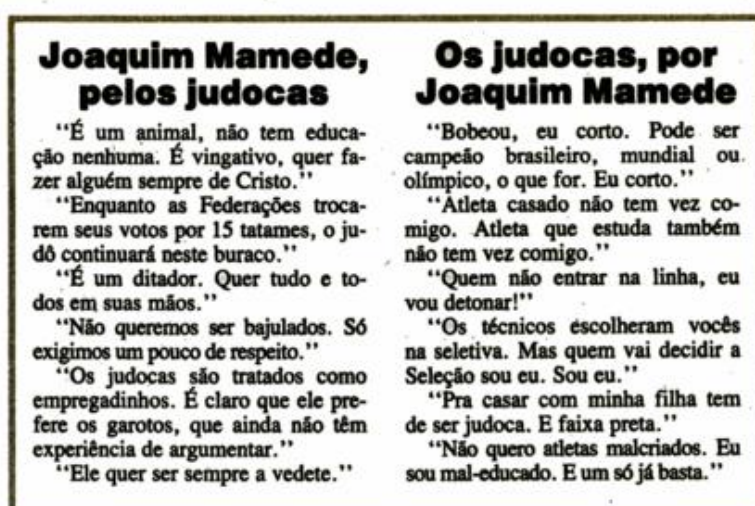 Joaquim Mamede,
pelos judocas
"É um animal, não tem educa-
ção nenhuma. É vingativo, quer fa-
zer alguém sempre de Cristo."
"Enquanto as Federações troca-
rem seus votos por 15 tatames, o ju-
dô continuará neste buraco."
"É um ditador. Quer tudo e to-
dos em suas mãos."
"Não queremos ser bajulados. Só
exigimos um pouco de respeito."
"Os judocas são tratados como
empregadinhos. É claro que ele pre-
fere os garotos, que ainda não têm
experiência de argumentar."
"Ele quer ser sempre a vedete."
Os judocas, por
Joaquim Mamede
"Bobeou, eu corto. Pode ser
campeão brasileiro, mundial ou
olímpico, o que for. Eu corto."
"Atleta casado não tem vez co-
migo. Atleta que estuda também
não tem vez comigo."
"Quem não entrar na linha, eu
vou detonar!"
"Os técnicos escolheram vocês
na seletiva. Mas quem vai decidir a
Seleção sou eu. Sou eu."
"Pra casar com minha filha tem
de ser judoca. E faixa preta."
"Não quero atletas malcriados. Eu
sou mal-educado. E um só já basta."